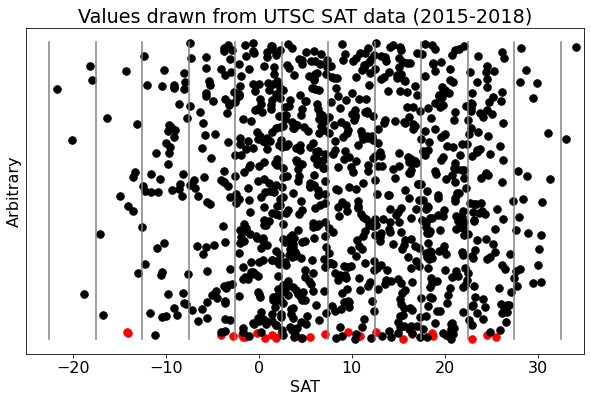 Values drawn from UTSC SAT data (2015-2018)
Arbitrary
−20 −10 0 10 20 30
SAT